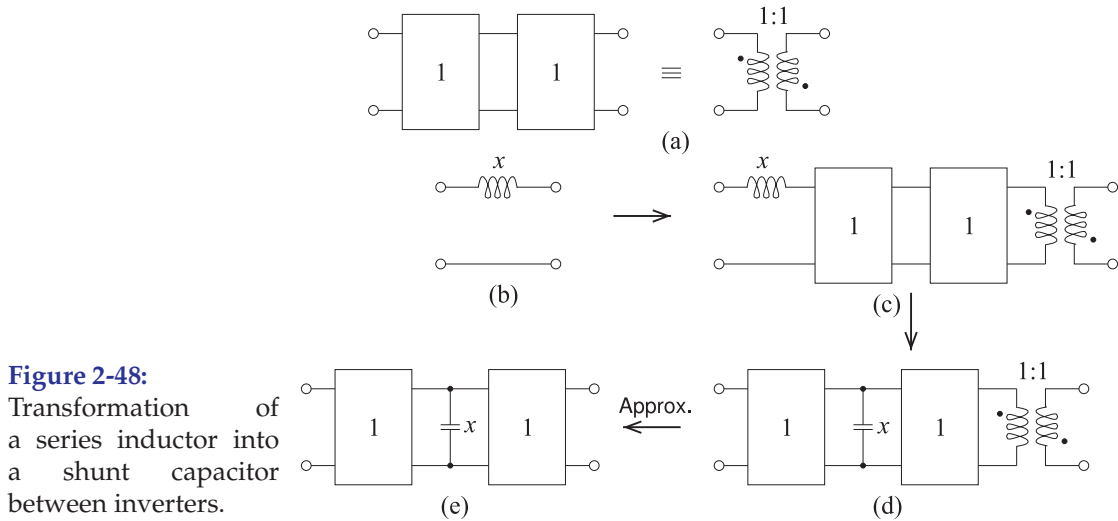 1:1
1
1
≡
(a)
x
x
1:1
1
1
(b)
(c)
Figure 2-48:
Transformation of
a series inductor into
a shunt capacitor
between inverters.
1
x
1
Approx.
1
x
1
1:1
(e)
(d)